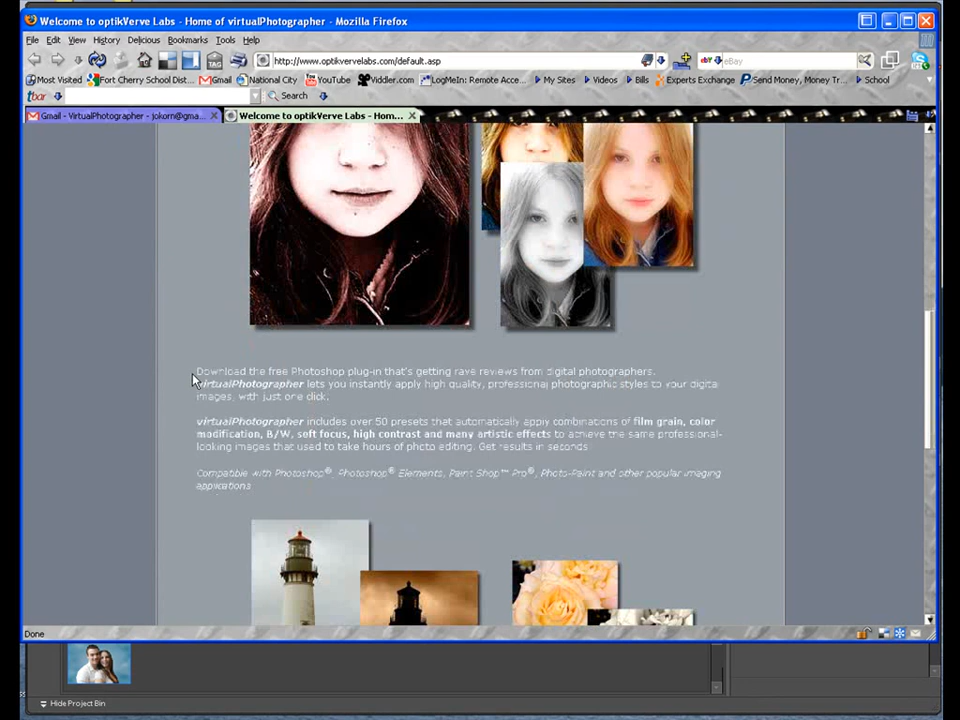 Welcome to optikVerve Labs - Home of virtualPhotographer - Mozilla Firefox
File Edit View History Delicious Bookmarks Tools Help
http://www.optikvervelabs.com/default.asp
eBay
Most Visited Fort Cherry School Dist... Gmail National City YouTube Viddler.com LogMeIn: Remote Acce... My Sites Videos Bills Experts Exchange Send Money, Money Tr... School
tbar Search
Gmail - VirtualPhotographer - jokorn@gma... Welcome to optikVerve Labs - Hom...
Download the free Photoshop plug-in that's getting rave reviews from digital photographers.
virtualPhotographer lets you instantly apply high quality, professional photographic styles to your digital
images, with just one click.
virtualPhotographer includes over 50 presets that automatically apply combinations of film grain, color
modification, B/W, soft focus, high contrast and many artistic effects to achieve the same professional-
looking images that used to take hours of photo editing. Get results in seconds
Compatible with Photoshop®, Photoshop® Elements, Paint Shop™ Pro®, Photo-Paint and other popular imaging
applications
Done
Hide Project Bin